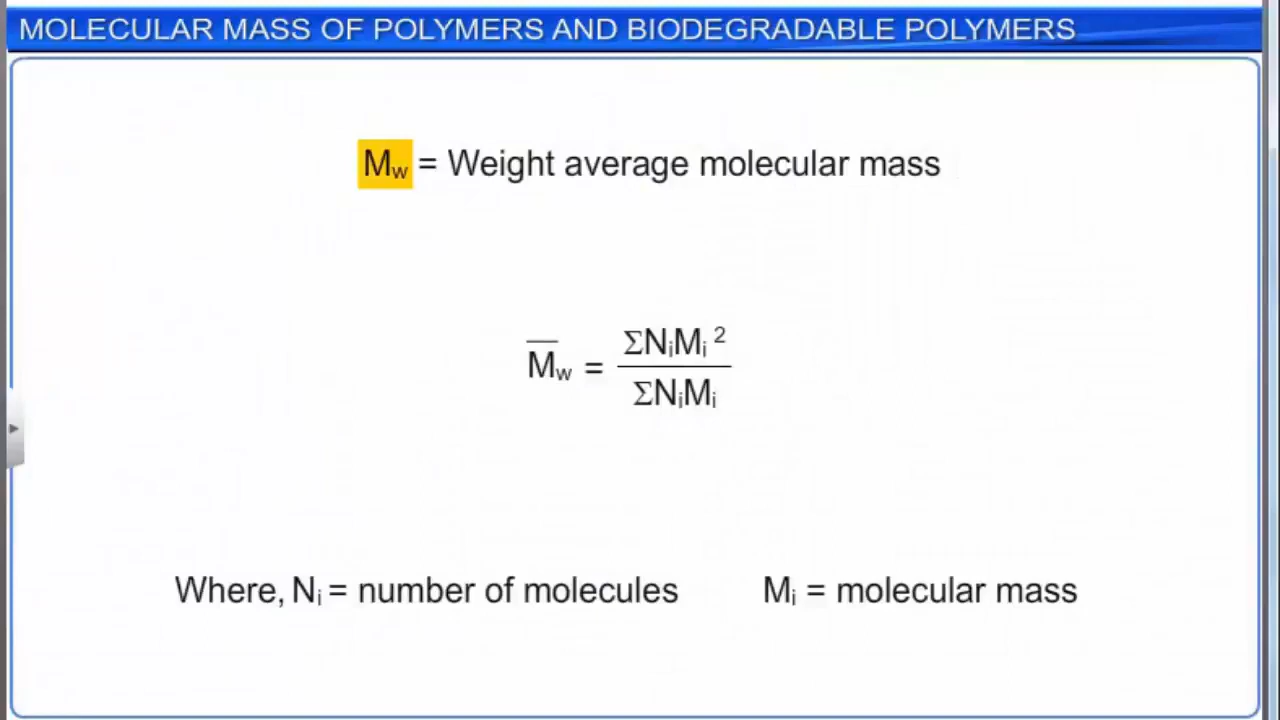 MOLECULAR MASS OF POLYMERS AND BIODEGRADABLE POLYMERS
Mw = Weight average molecular mass
M̅w = ΣNiMi² / ΣNiMi
Where, Ni = number of molecules Mi = molecular mass